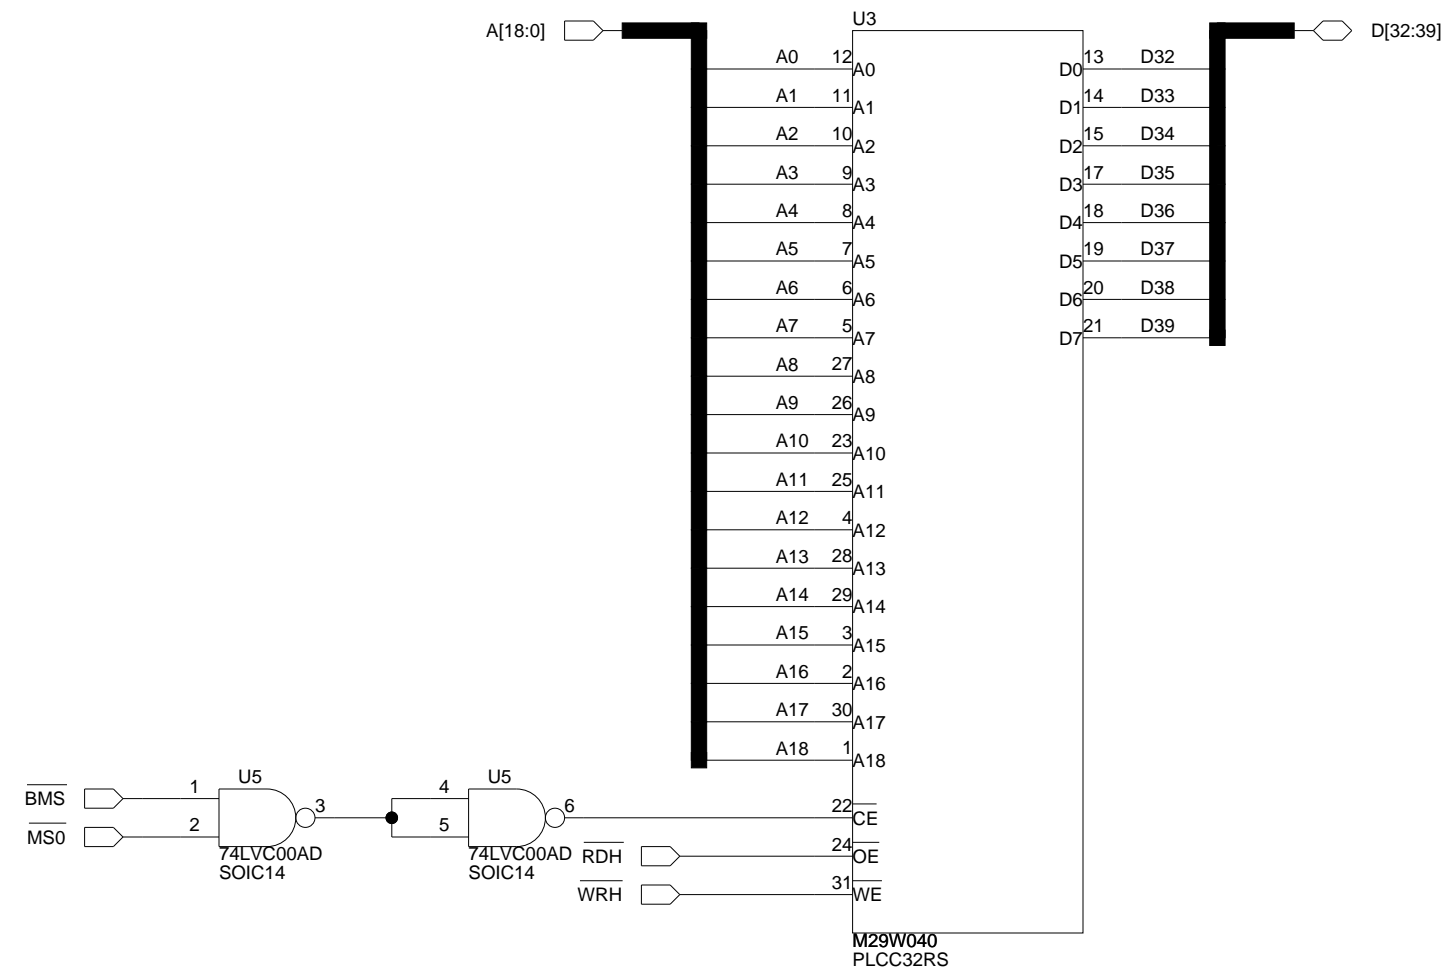 U3
A[18:0] D[32:39]
A0 12 A0 D0 13 D32
A1 11 A1 D1 14 D33
A2 10 A2 D2 15 D34
A3 9 A3 D3 17 D35
A4 8 A4 D4 18 D36
A5 7 A5 D5 19 D37
A6 6 A6 D6 20 D38
A7 5 A7 D7 21 D39
A8 27 A8
A9 26 A9
A10 23 A10
A11 25 A11
A12 4 A12
A13 28 A13
A14 29 A14
A15 3 A15
A16 2 A16
A17 30 A17
A18 1 A18
U5 U5
BMS 1 3 4 6 22 CE
MS0 2 5
74LVC00AD 74LVC00AD RDH 24 OE
SOIC14 SOIC14
WRH 31 WE
M29W040
PLCC32RS